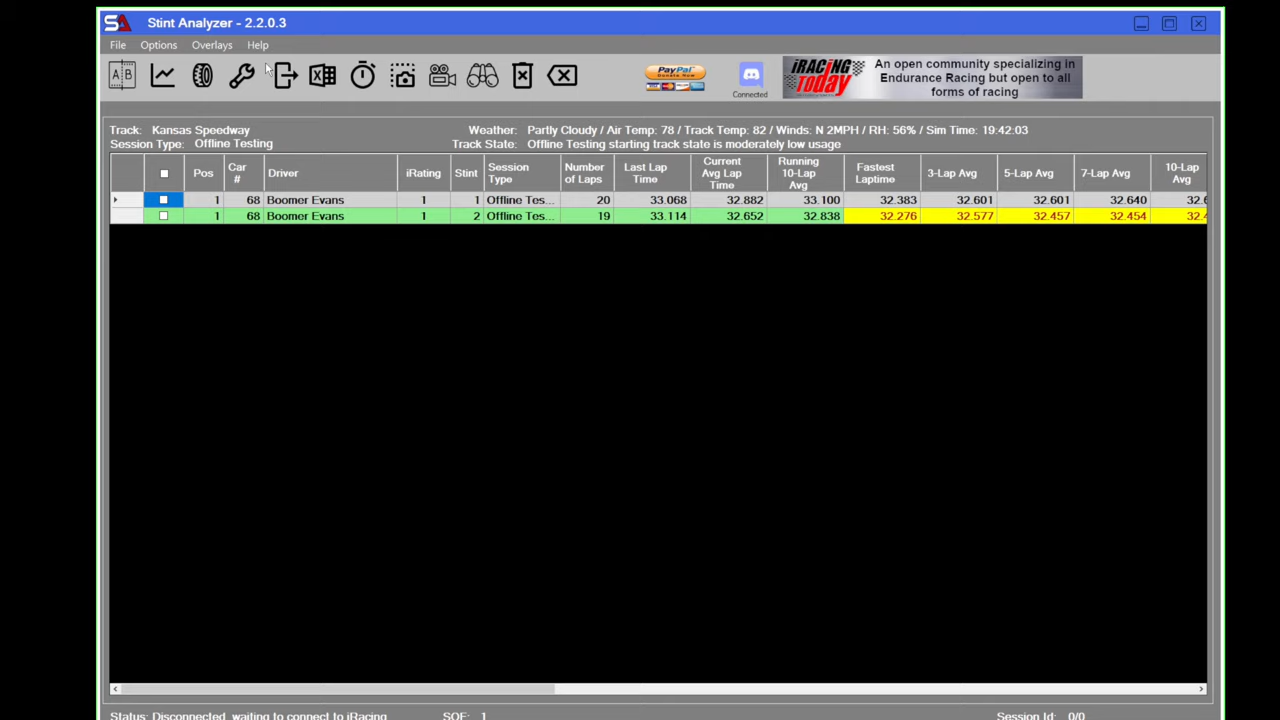 SA Stint Analyzer - 2.2.0.3
File Options Overlays Help
A B
PayPal
Donate Now
Connected
iRACING TODAY
An open community specializing in
Endurance Racing but open to all
forms of racing
Track: Kansas Speedway
Weather: Partly Cloudy / Air Temp: 78 / Track Temp: 82 / Winds: N 2MPH / RH: 56% / Sim Time: 19:42:03
Session Type: Offline Testing
Track State: Offline Testing starting track state is moderately low usage
Pos Car # Driver iRating Stint Session Type Number of Laps Last Lap Time Current Avg Lap Time Running 10-Lap Avg Fastest Laptime 3-Lap Avg 5-Lap Avg 7-Lap Avg 10-Lap Avg
1 68 Boomer Evans 1 1 Offline Tes... 20 33.068 32.882 33.100 32.383 32.601 32.601 32.640
1 68 Boomer Evans 1 2 Offline Tes... 19 33.114 32.652 32.838 32.276 32.577 32.457 32.454
Status: Disconnected, waiting to connect to iRacing
SOF: 1
Session Id: 0/0